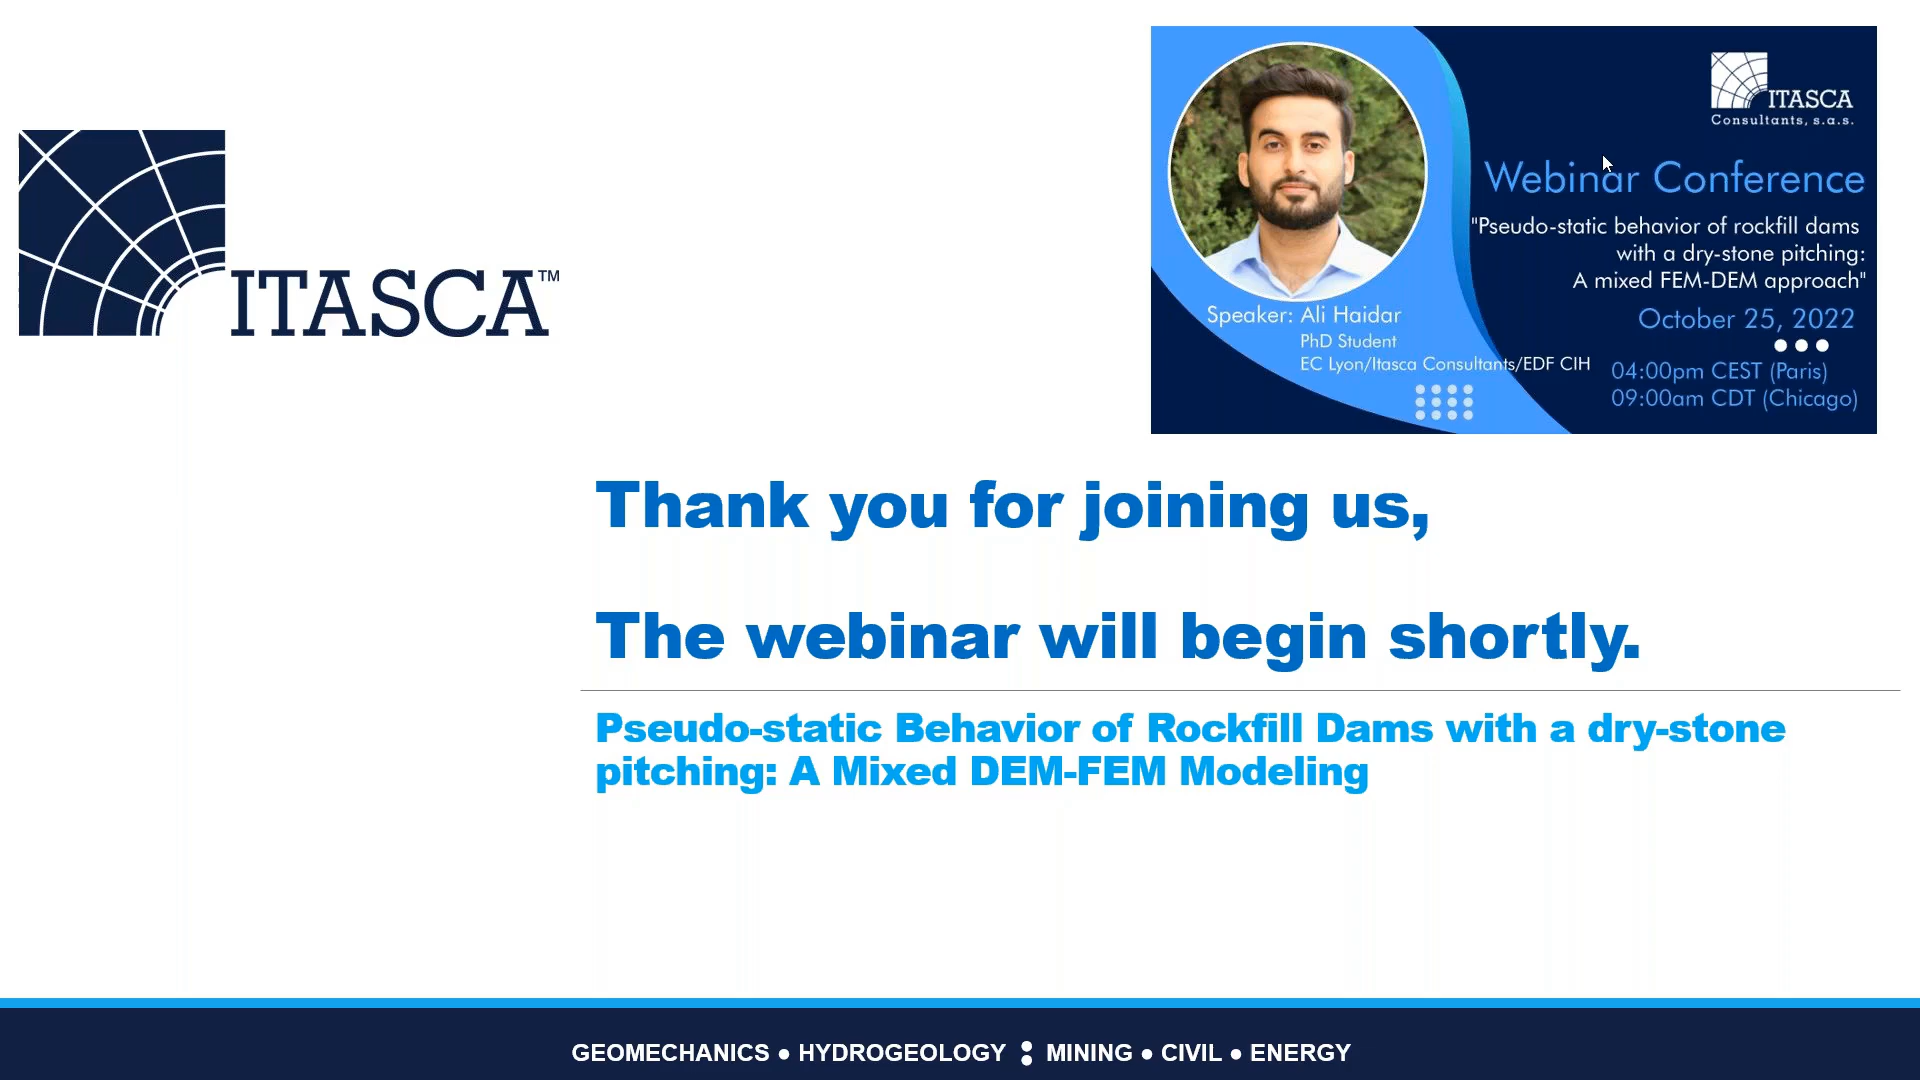 ITASCA™
ITASCA
Consultants, s.a.s.
Webinar Conference
"Pseudo-static behavior of rockfill dams
with a dry-stone pitching:
A mixed FEM-DEM approach"
October 25, 2022
04:00pm CEST (Paris)
09:00am CDT (Chicago)
Speaker: Ali Haidar
PhD Student
EC Lyon/Itasca Consultants/EDF CIH
Thank you for joining us,
The webinar will begin shortly.
Pseudo-static Behavior of Rockfill Dams with a dry-stone
pitching: A Mixed DEM-FEM Modeling
GEOMECHANICS ● HYDROGEOLOGY : MINING ● CIVIL ● ENERGY